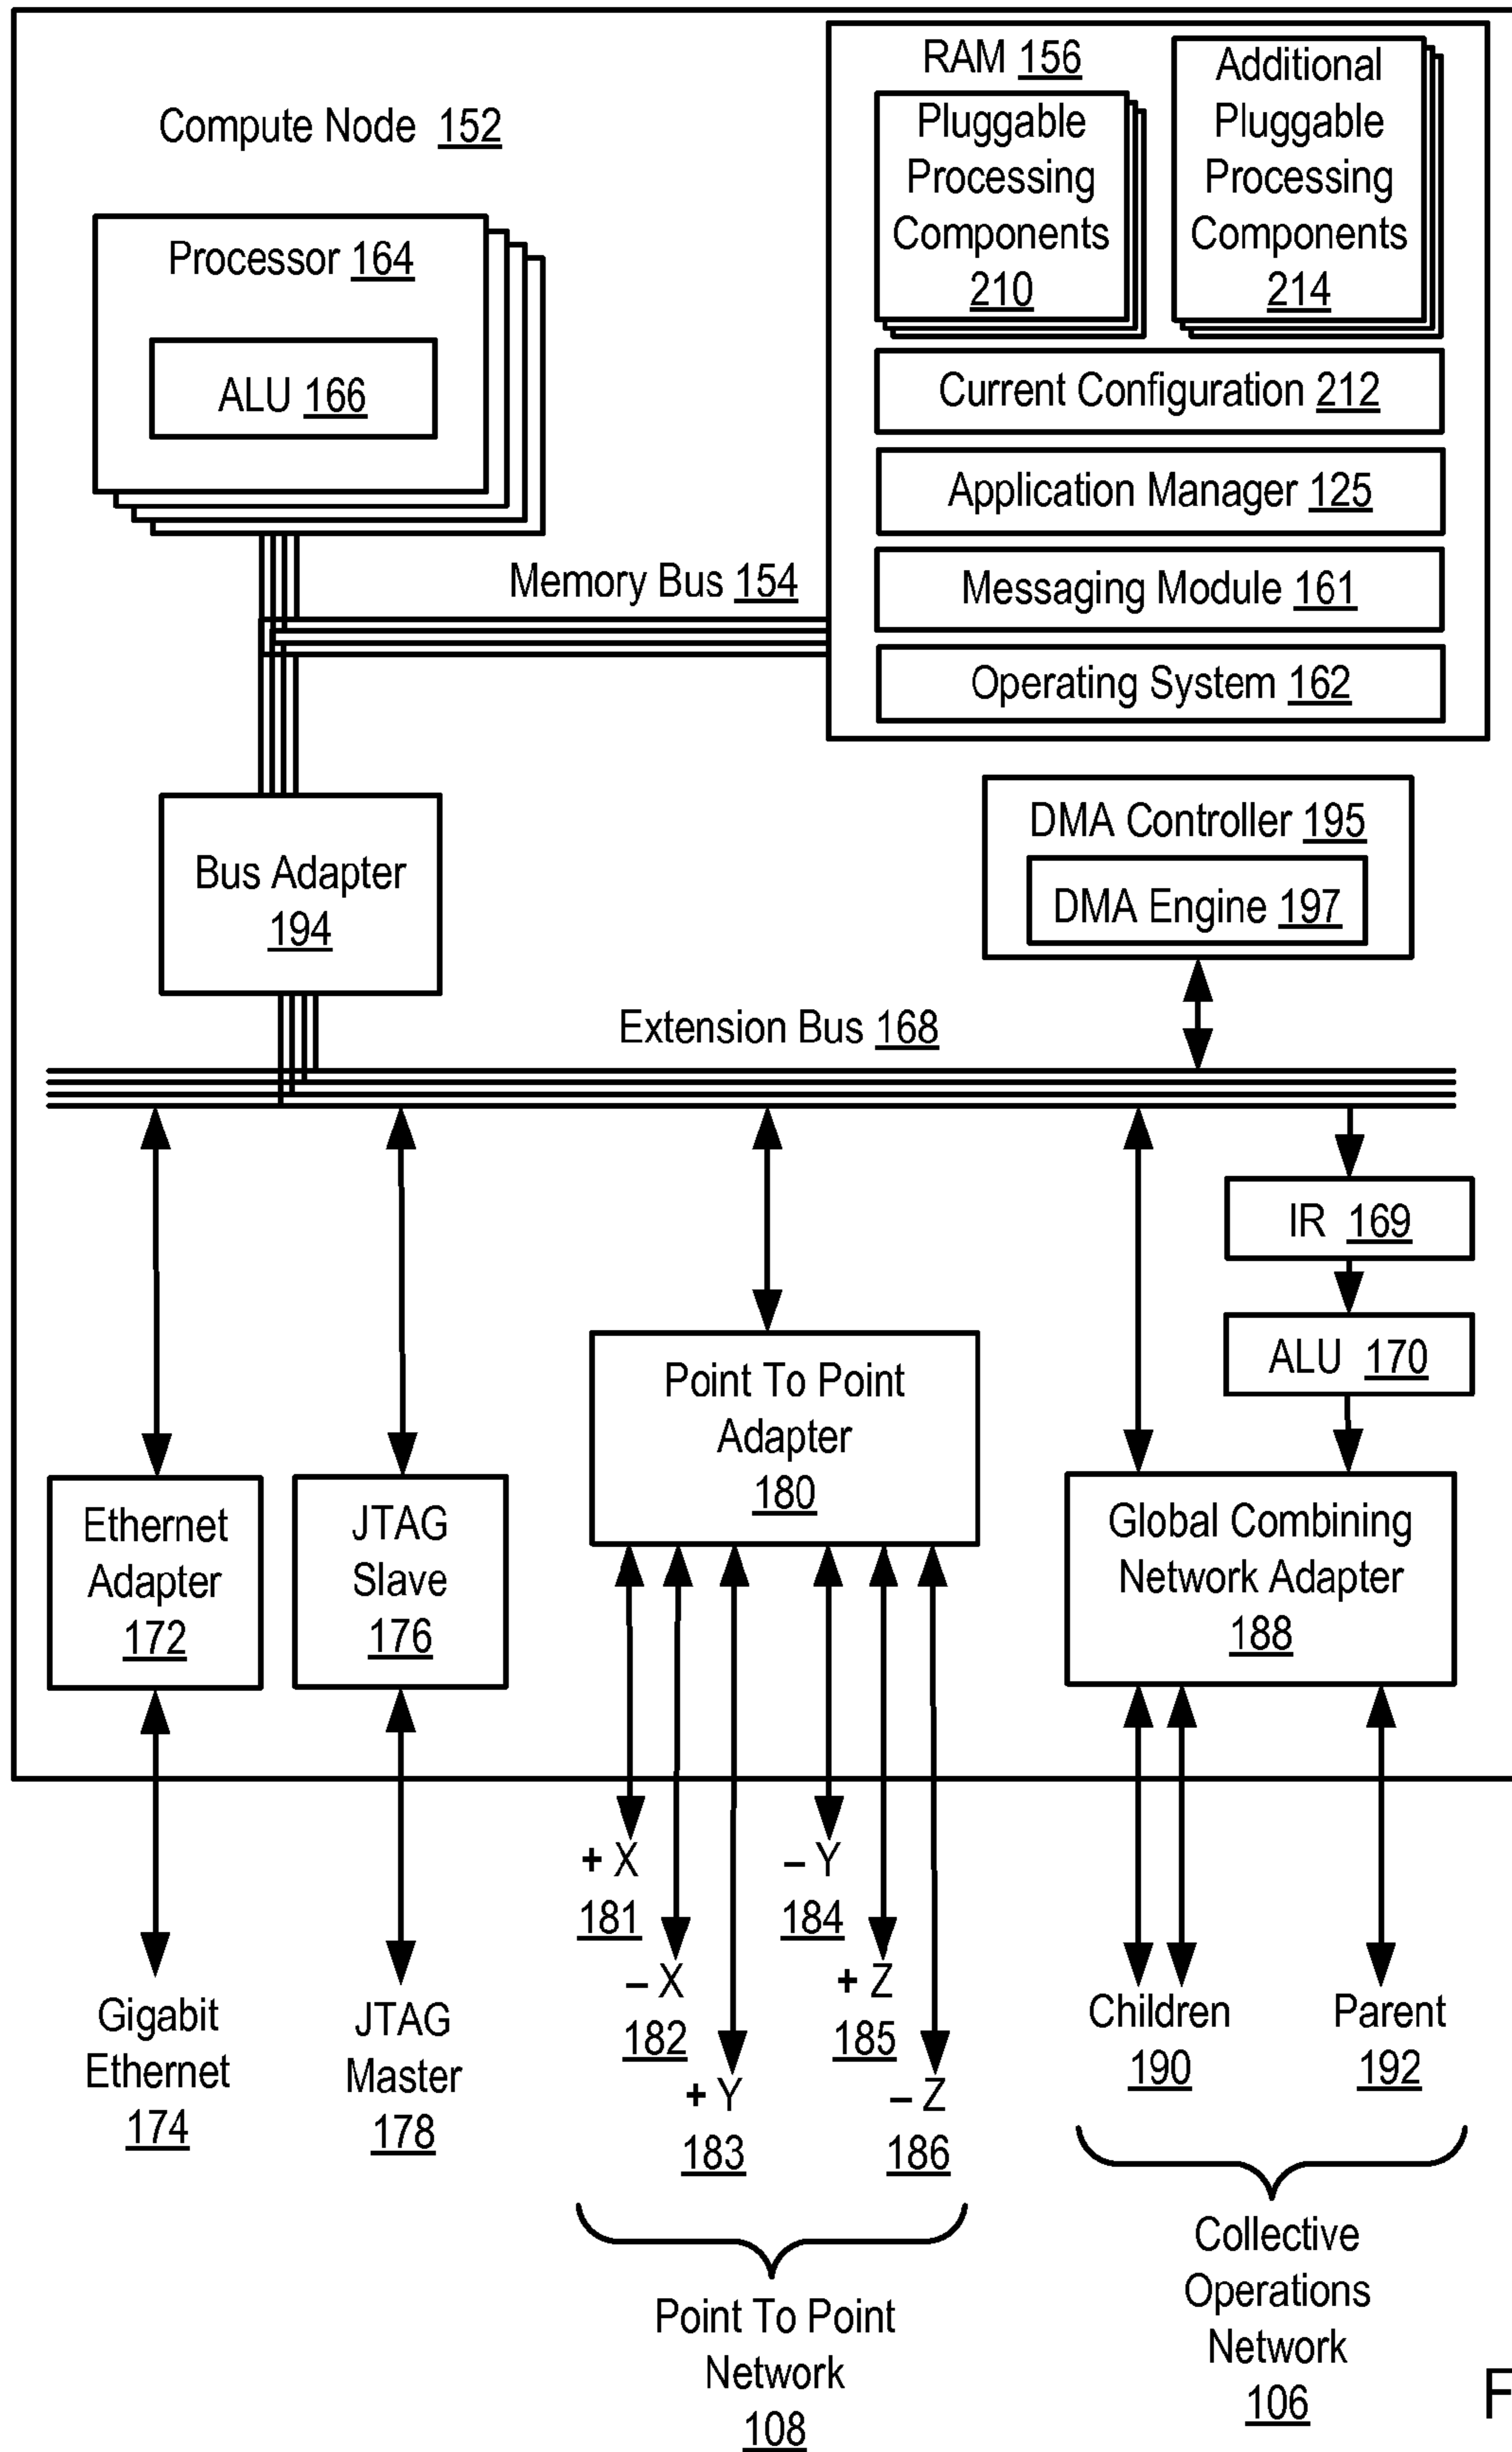 Compute Node 152
Processor 164
ALU 166
RAM 156
Pluggable
Processing
Components
210
Additional
Pluggable
Processing
Components
214
Current Configuration 212
Application Manager 125
Messaging Module 161
Operating System 162
Memory Bus 154
Bus Adapter
194
DMA Controller 195
DMA Engine 197
Extension Bus 168
IR 169
ALU 170
Point To Point
Adapter
180
Ethernet
Adapter
172
JTAG
Slave
176
Global Combining
Network Adapter
188
+ X
181
– X
182
+ Y
183
– Y
184
+ Z
185
– Z
186
Gigabit
Ethernet
174
JTAG
Master
178
Children
190
Parent
192
Point To Point
Network
108
Collective
Operations
Network
106
F